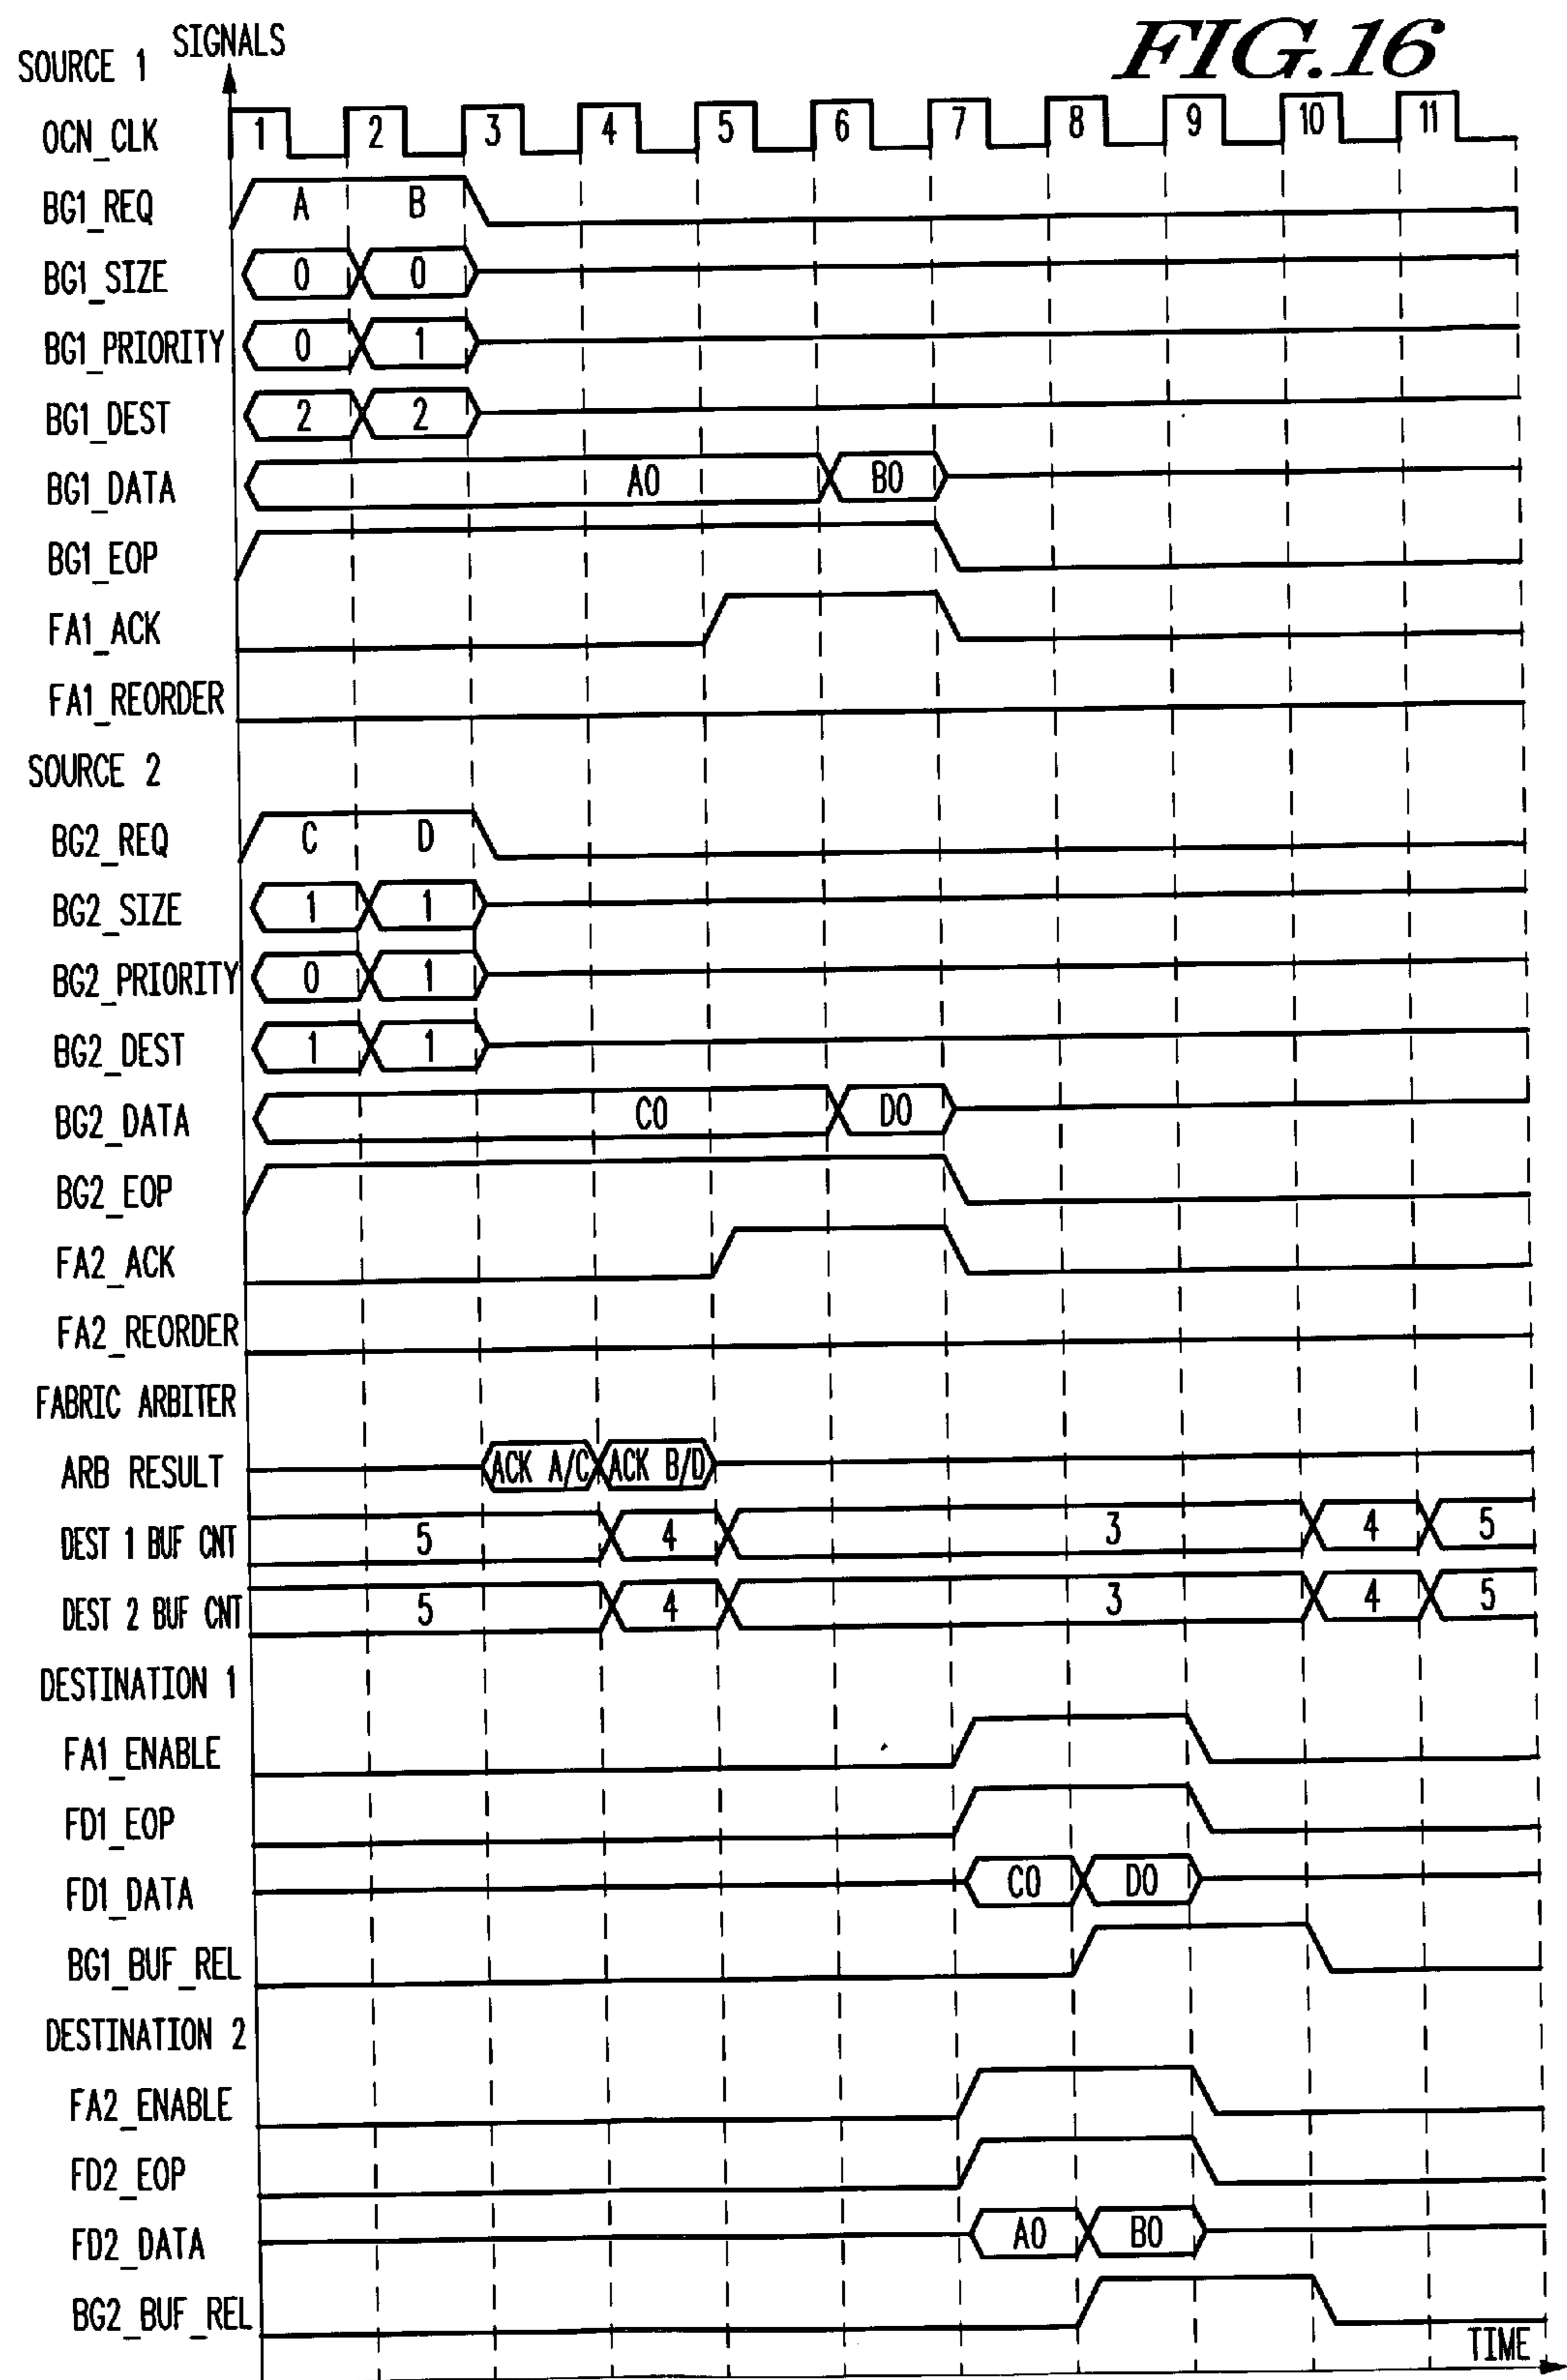 FIG.16
SIGNALS
SOURCE 1
OCN_CLK 1 2 3 4 5 6 7 8 9 10 11
BG1_REQ A B
BG1_SIZE 0 0
BG1_PRIORITY 0 1
BG1_DEST 2 2
BG1_DATA A0 B0
BG1_EOP
FA1_ACK
FA1_REORDER
SOURCE 2
BG2_REQ C D
BG2_SIZE 1 1
BG2_PRIORITY 0 1
BG2_DEST 1 1
BG2_DATA C0 D0
BG2_EOP
FA2_ACK
FA2_REORDER
FABRIC ARBITER
ARB RESULT ACK A/C ACK B/D
DEST 1 BUF CNT 5 4 3 4 5
DEST 2 BUF CNT 5 4 3 4 5
DESTINATION 1
FA1_ENABLE
FD1_EOP
FD1_DATA C0 D0
BG1_BUF_REL
DESTINATION 2
FA2_ENABLE
FD2_EOP
FD2_DATA A0 B0
BG2_BUF_REL
TIME